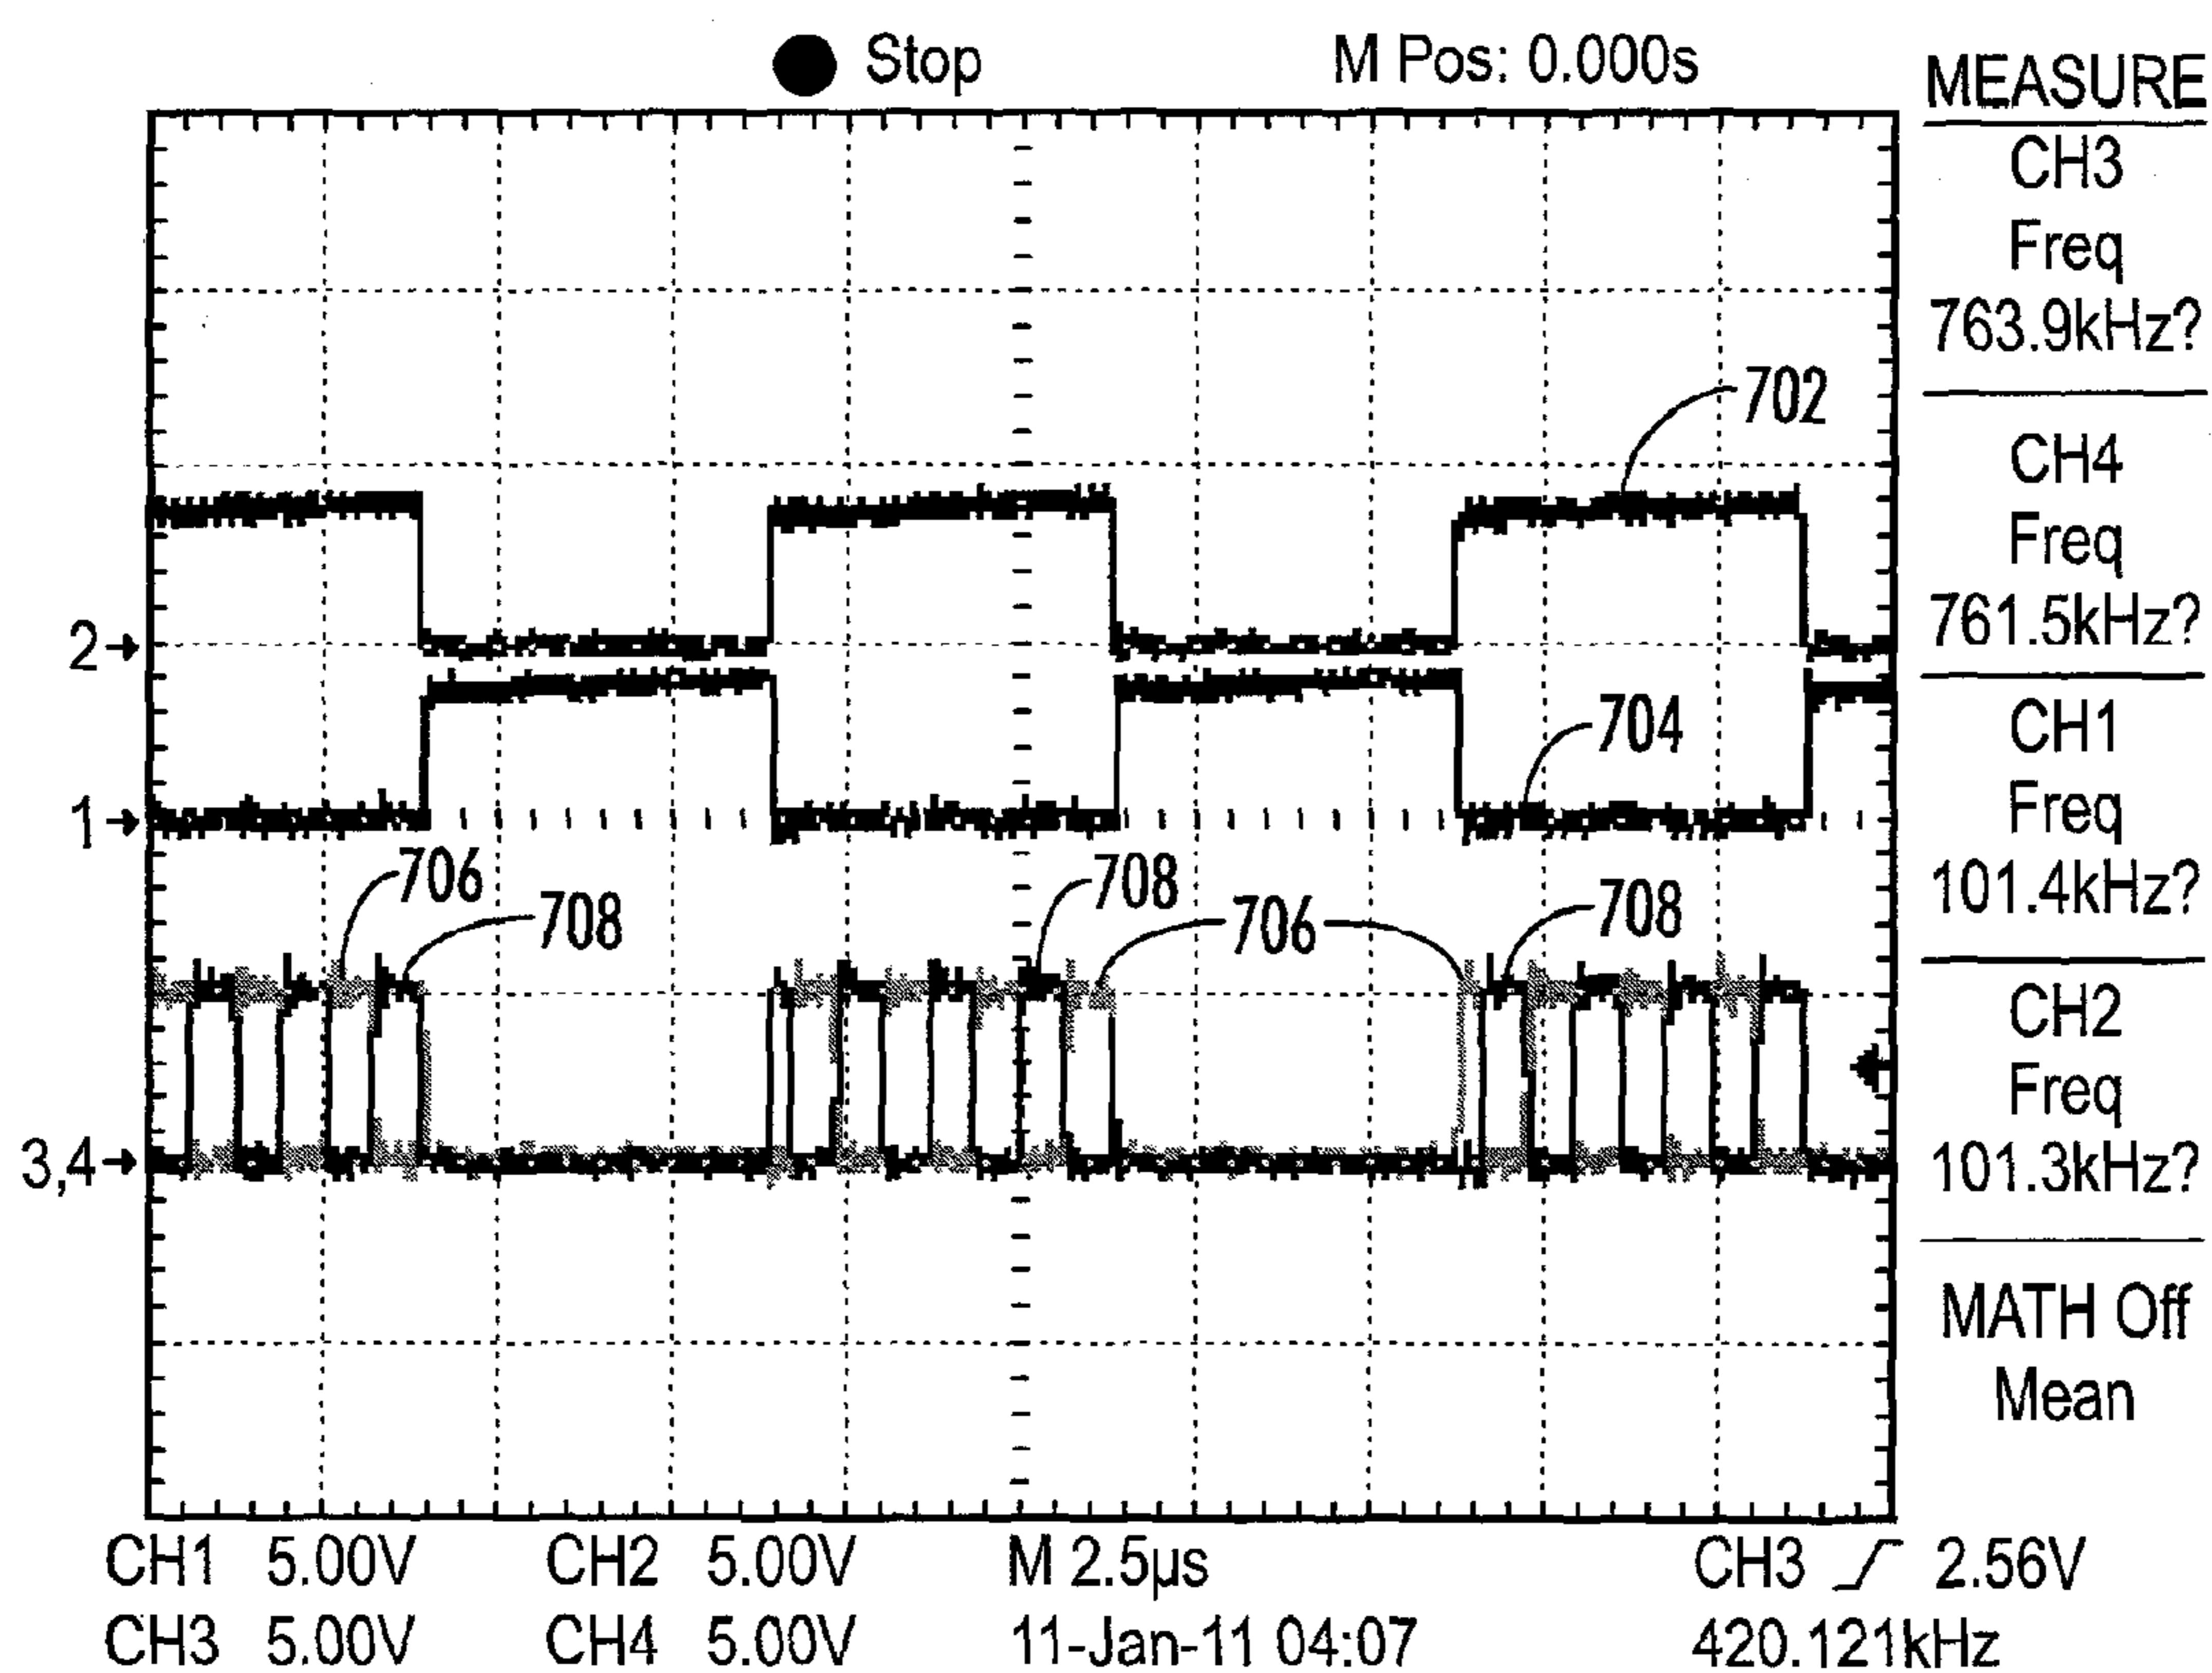 Stop
M Pos: 0.000s
MEASURE
CH3
Freq
763.9kHz?
CH4
Freq
761.5kHz?
CH1
Freq
101.4kHz?
CH2
Freq
101.3kHz?
MATH Off
Mean
702
2
704
1
706
708
708
706
708
3,4
CH1 5.00V CH2 5.00V M 2.5µs CH3 2.56V
CH3 5.00V CH4 5.00V 11-Jan-11 04:07 420.121kHz